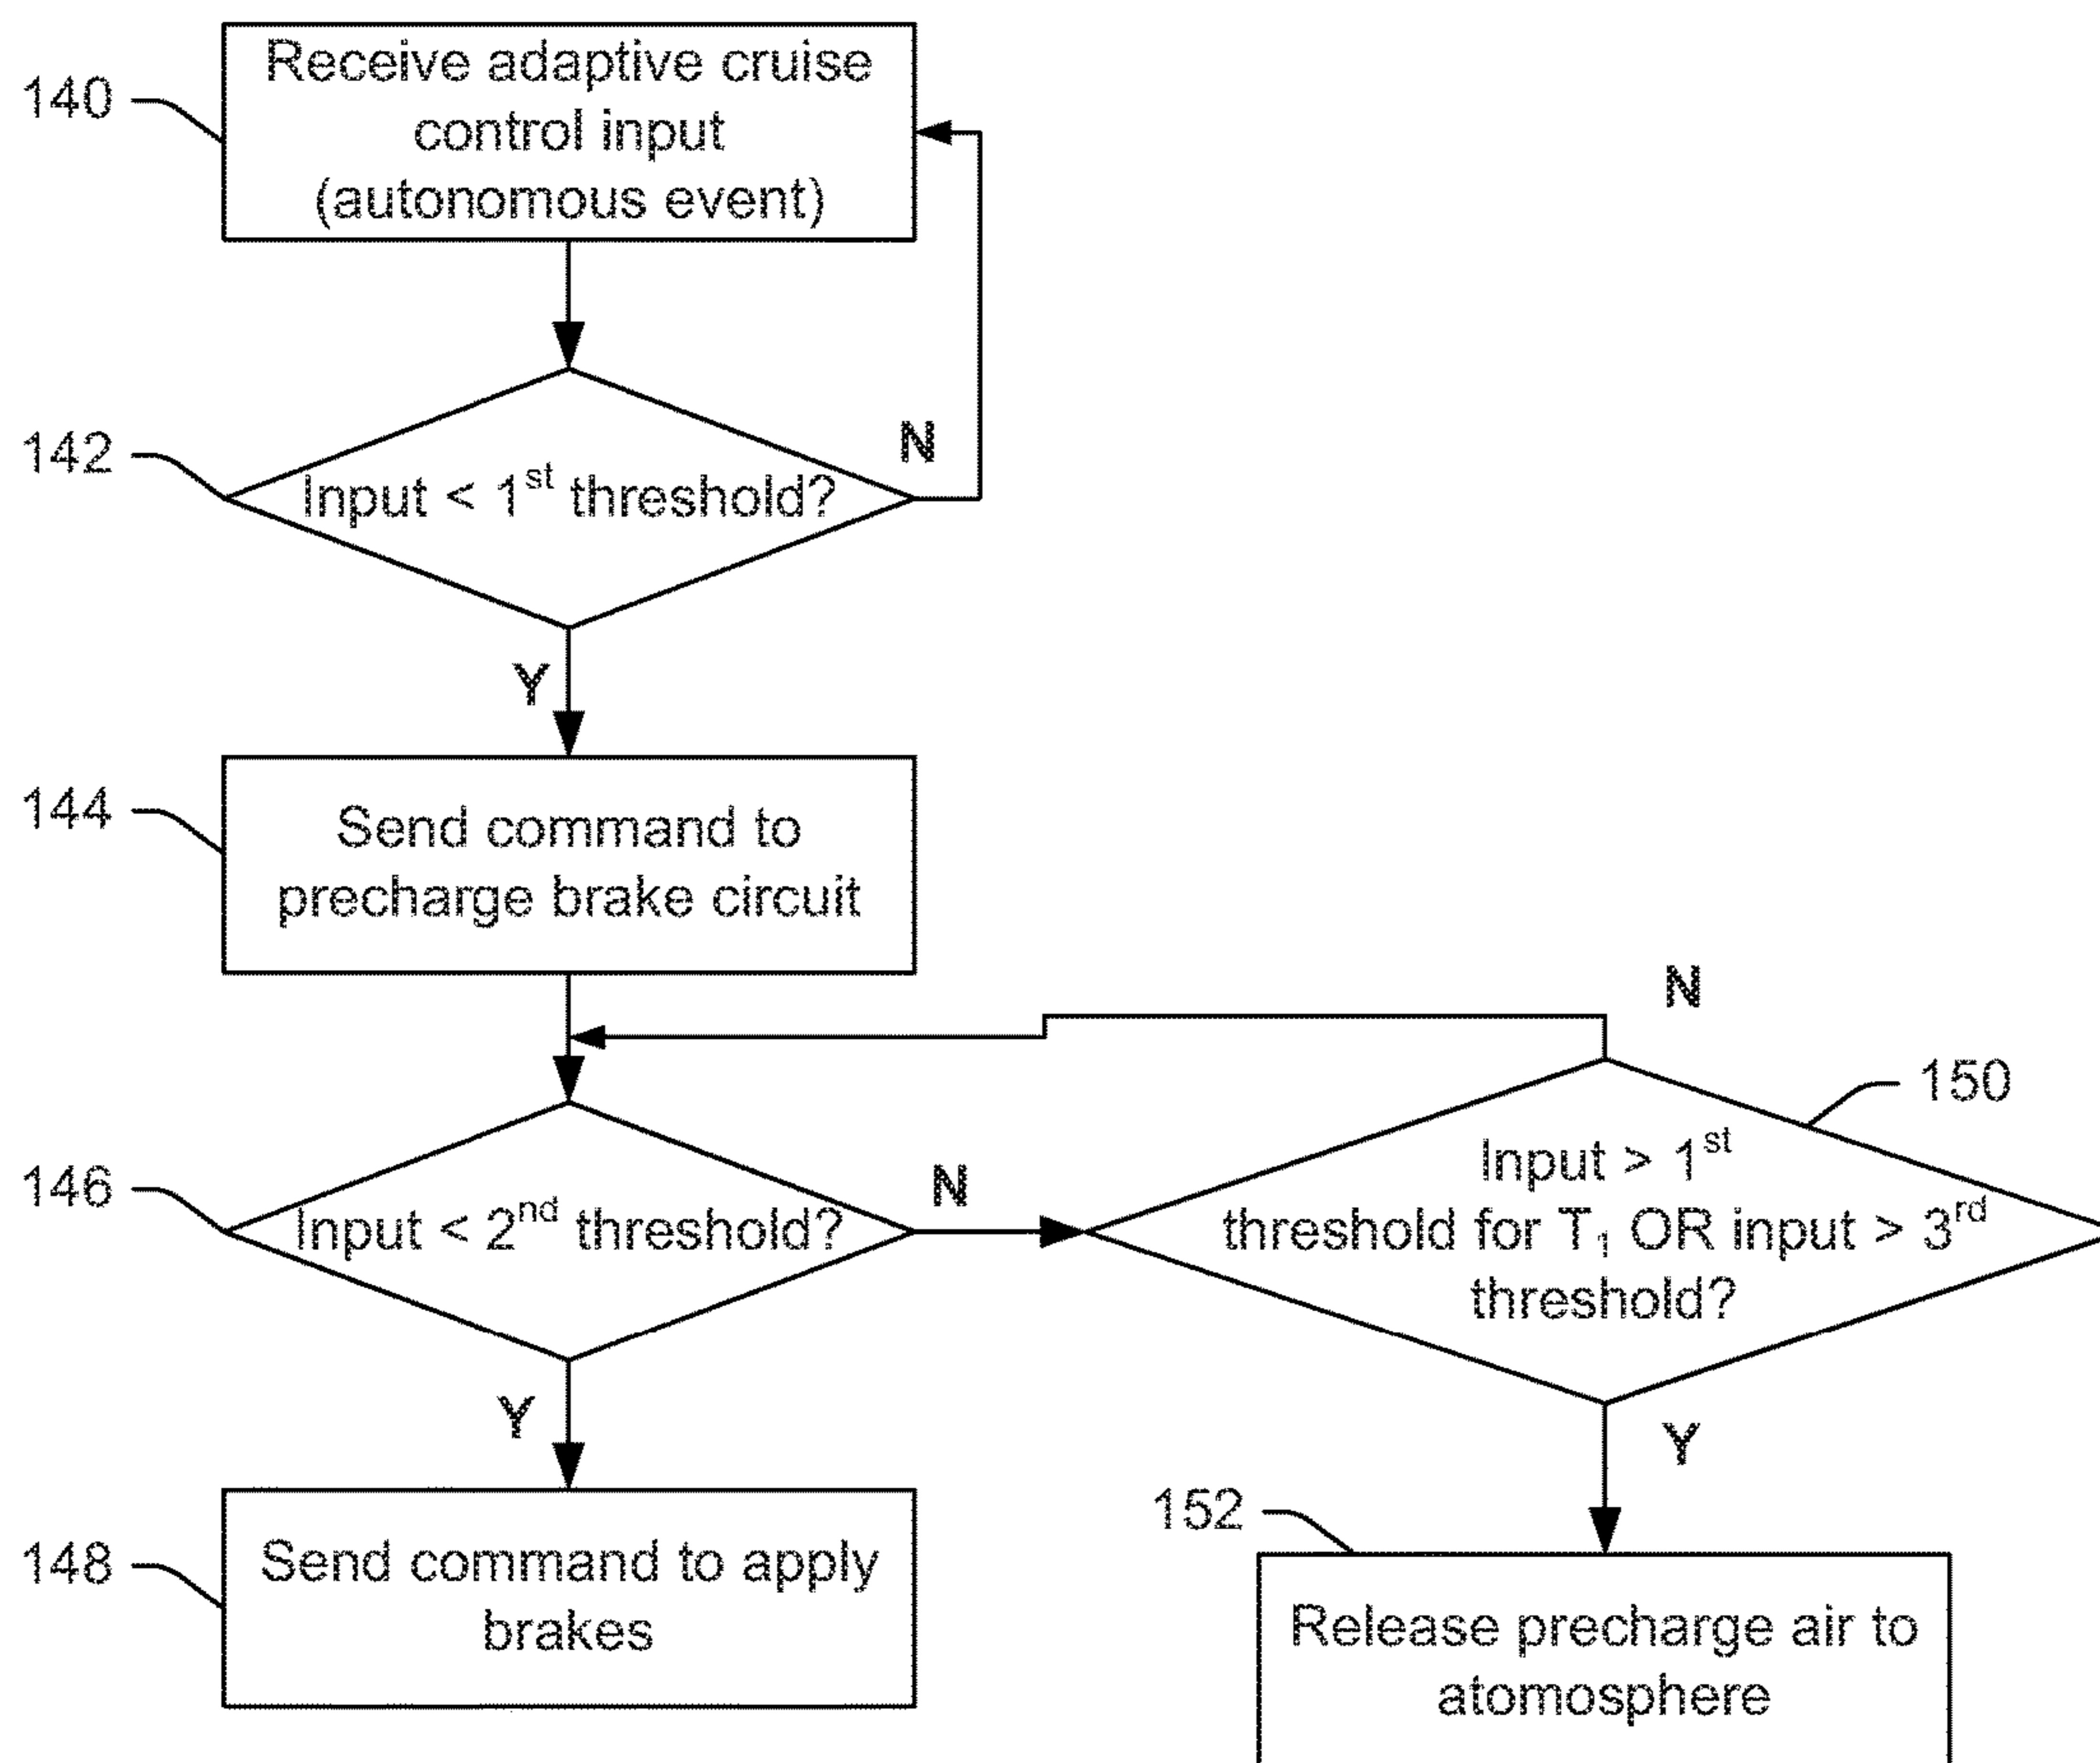 140
Receive adaptive cruise
control input
(autonomous event)
142
Input < 1st threshold?
N
Y
144
Send command to
precharge brake circuit
N
150
146
Input < 2nd threshold?
N
Input > 1st
threshold for T1 OR input > 3rd
threshold?
Y
Y
148
Send command to apply
brakes
152
Release precharge air to
atomosphere